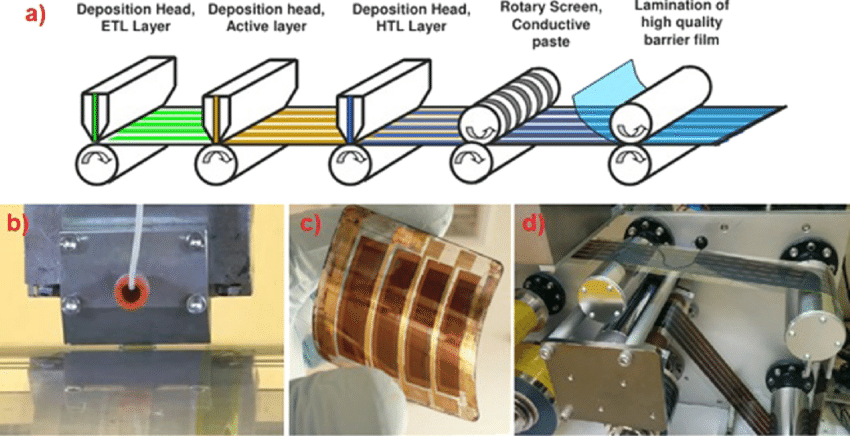 a)
Deposition Head,
ETL Layer
Deposition head,
Active layer
Deposition Head,
HTL Layer
Rotary Screen,
Conductive
paste
Lamination of
high quality
barrier film
b)
c)
d)